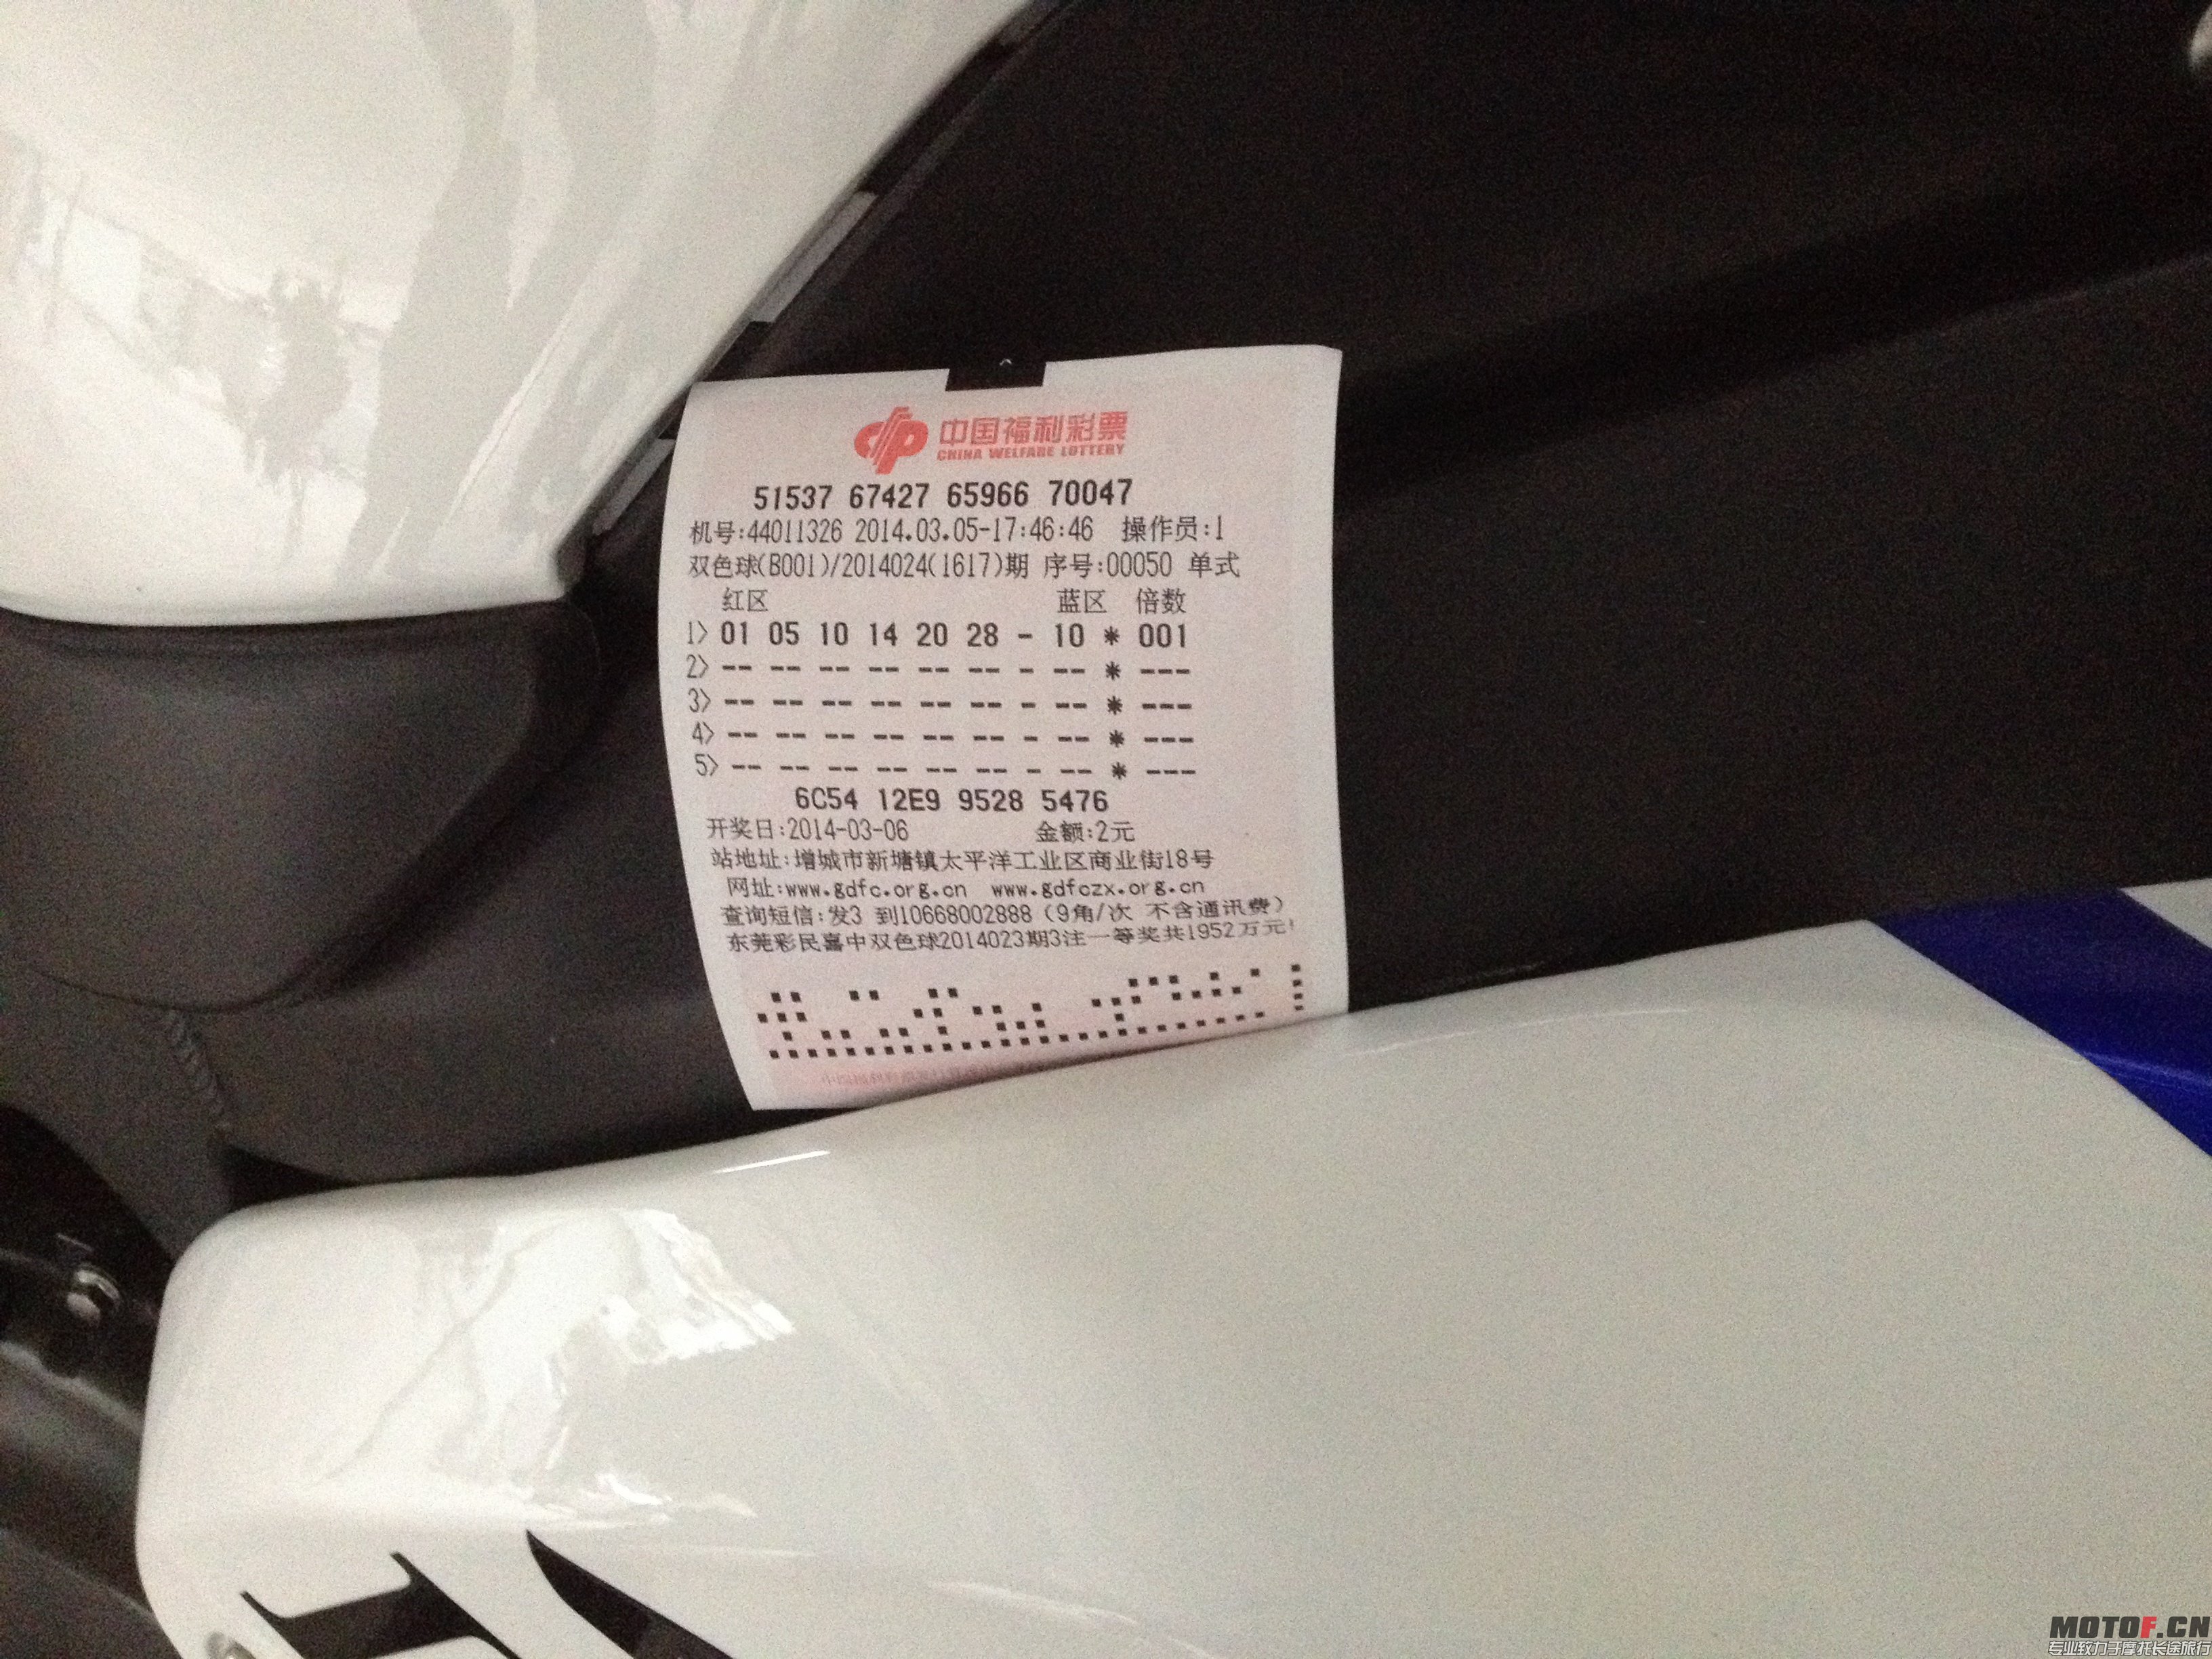 中国福利彩票
CHINA WELFARE LOTTERY
51537 67427 65966 70047
机号:44011326 2014.03.05-17:46:46 操作员:1
双色球(B001)/2014024(1617)期 序号:00050 单式
红区 蓝区 倍数
1> 01 05 10 14 20 28 - 10 * 001
2> -- -- -- -- -- -- - -- * ---
3> -- -- -- -- -- -- - -- * ---
4> -- -- -- -- -- -- - -- * ---
5> -- -- -- -- -- -- - -- * ---
6C54 12E9 9528 5476
开奖日:2014-03-06 金额:2元
站地址:增城市新塘镇太平洋工业区商业街18号
网址:www.gdfc.org.cn www.gdfczx.org.cn
查询短信:发3 到10668002888（9角/次 不含通讯费）
东莞彩民喜中双色球2014023期3注一等奖共1952万元!
MOTOF.CN
专业致力于摩托长途旅行